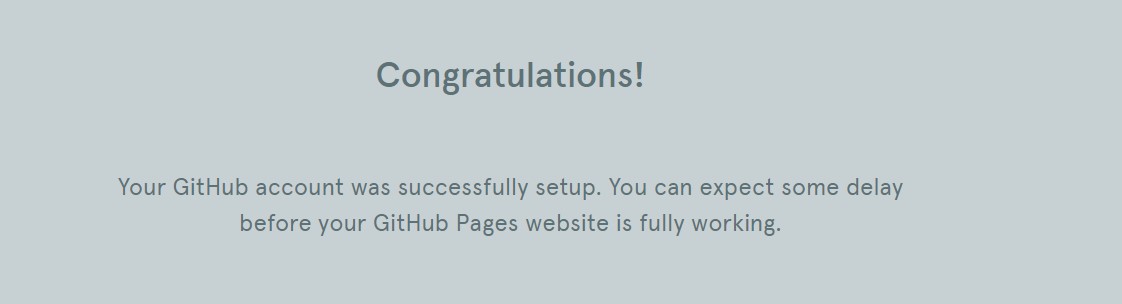 Congratulations!
Your GitHub account was successfully setup. You can expect some delay
before your GitHub Pages website is fully working.